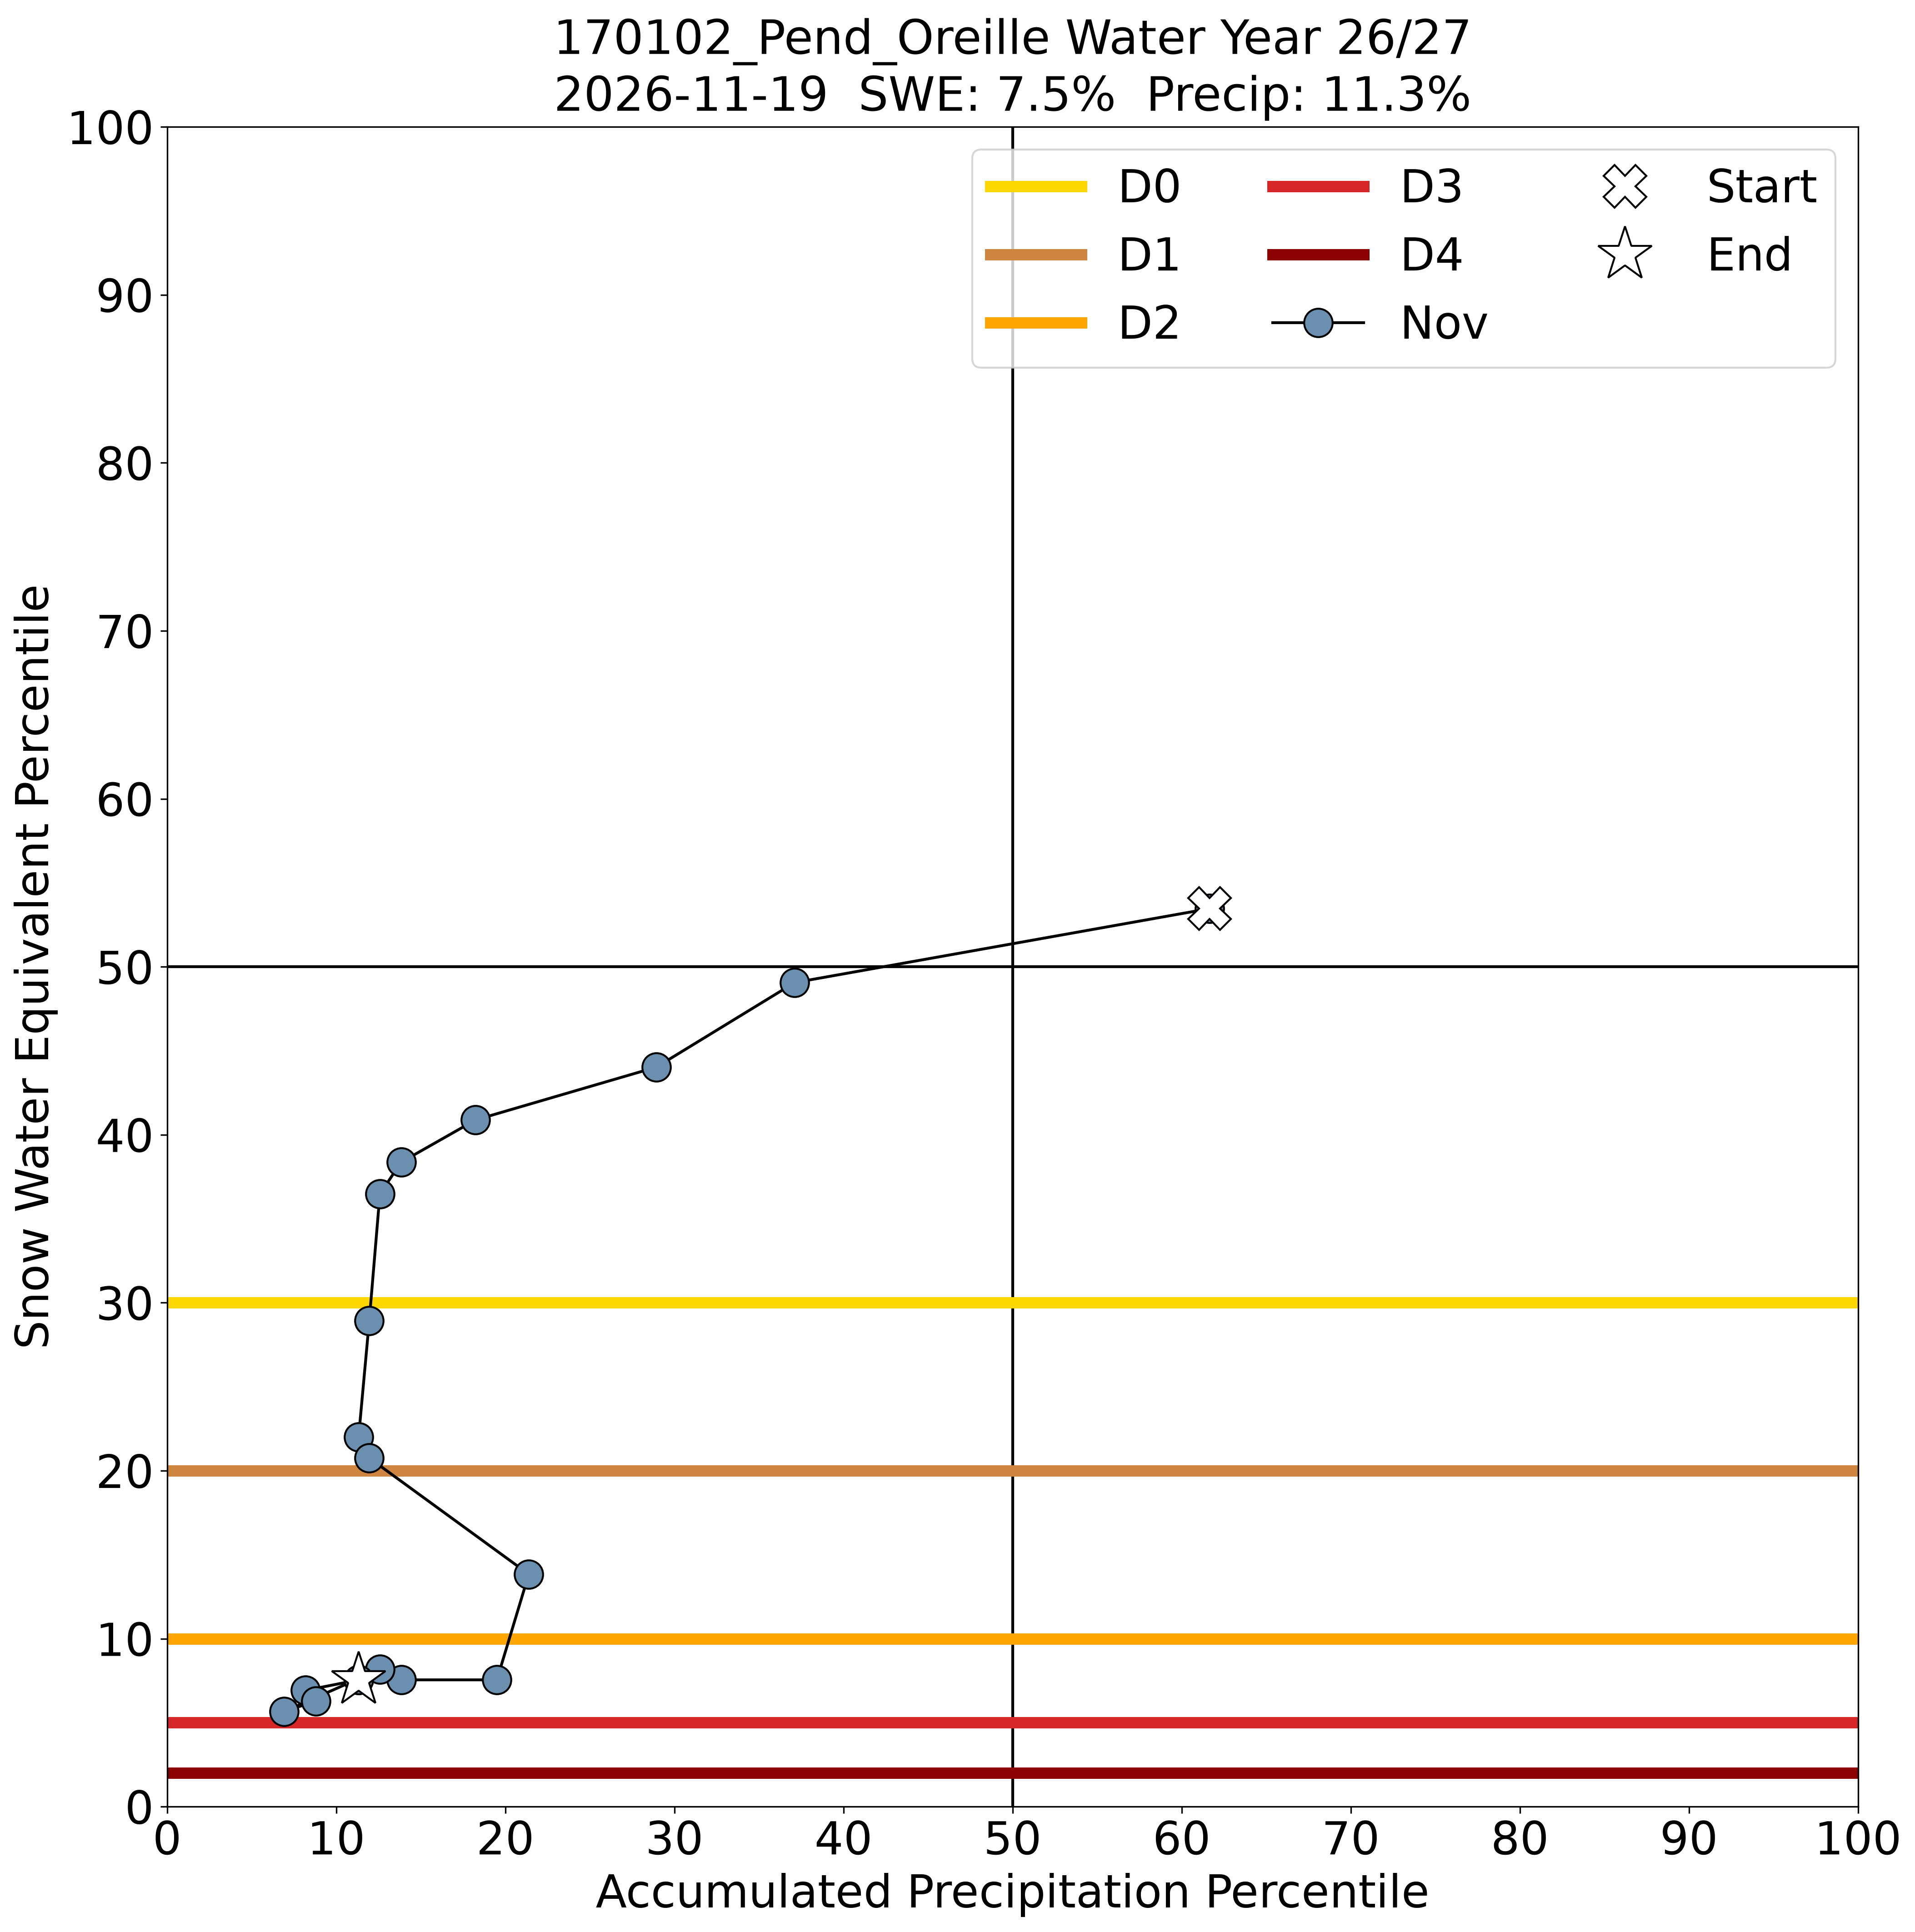 170102_Pend_Oreille Water Year 26/27
2026-11-19  SWE: 7.5%  Precip: 11.3%
D0
D1
D2
D3
D4
Nov
Start
End
Snow Water Equivalent Percentile
100
90
80
70
60
50
40
30
20
10
0
0 10 20 30 40 50 60 70 80 90 100
Accumulated Precipitation Percentile